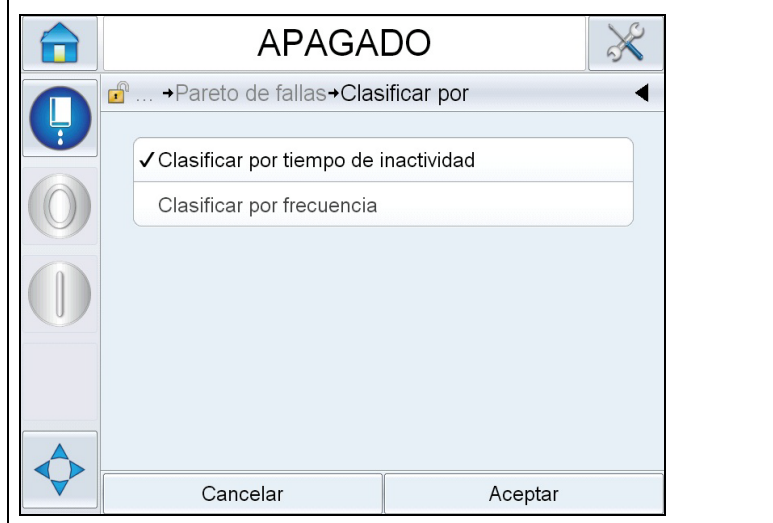 APAGADO
... →Pareto de fallas→Clasificar por
✓Clasificar por tiempo de inactividad
Clasificar por frecuencia
Cancelar
Aceptar